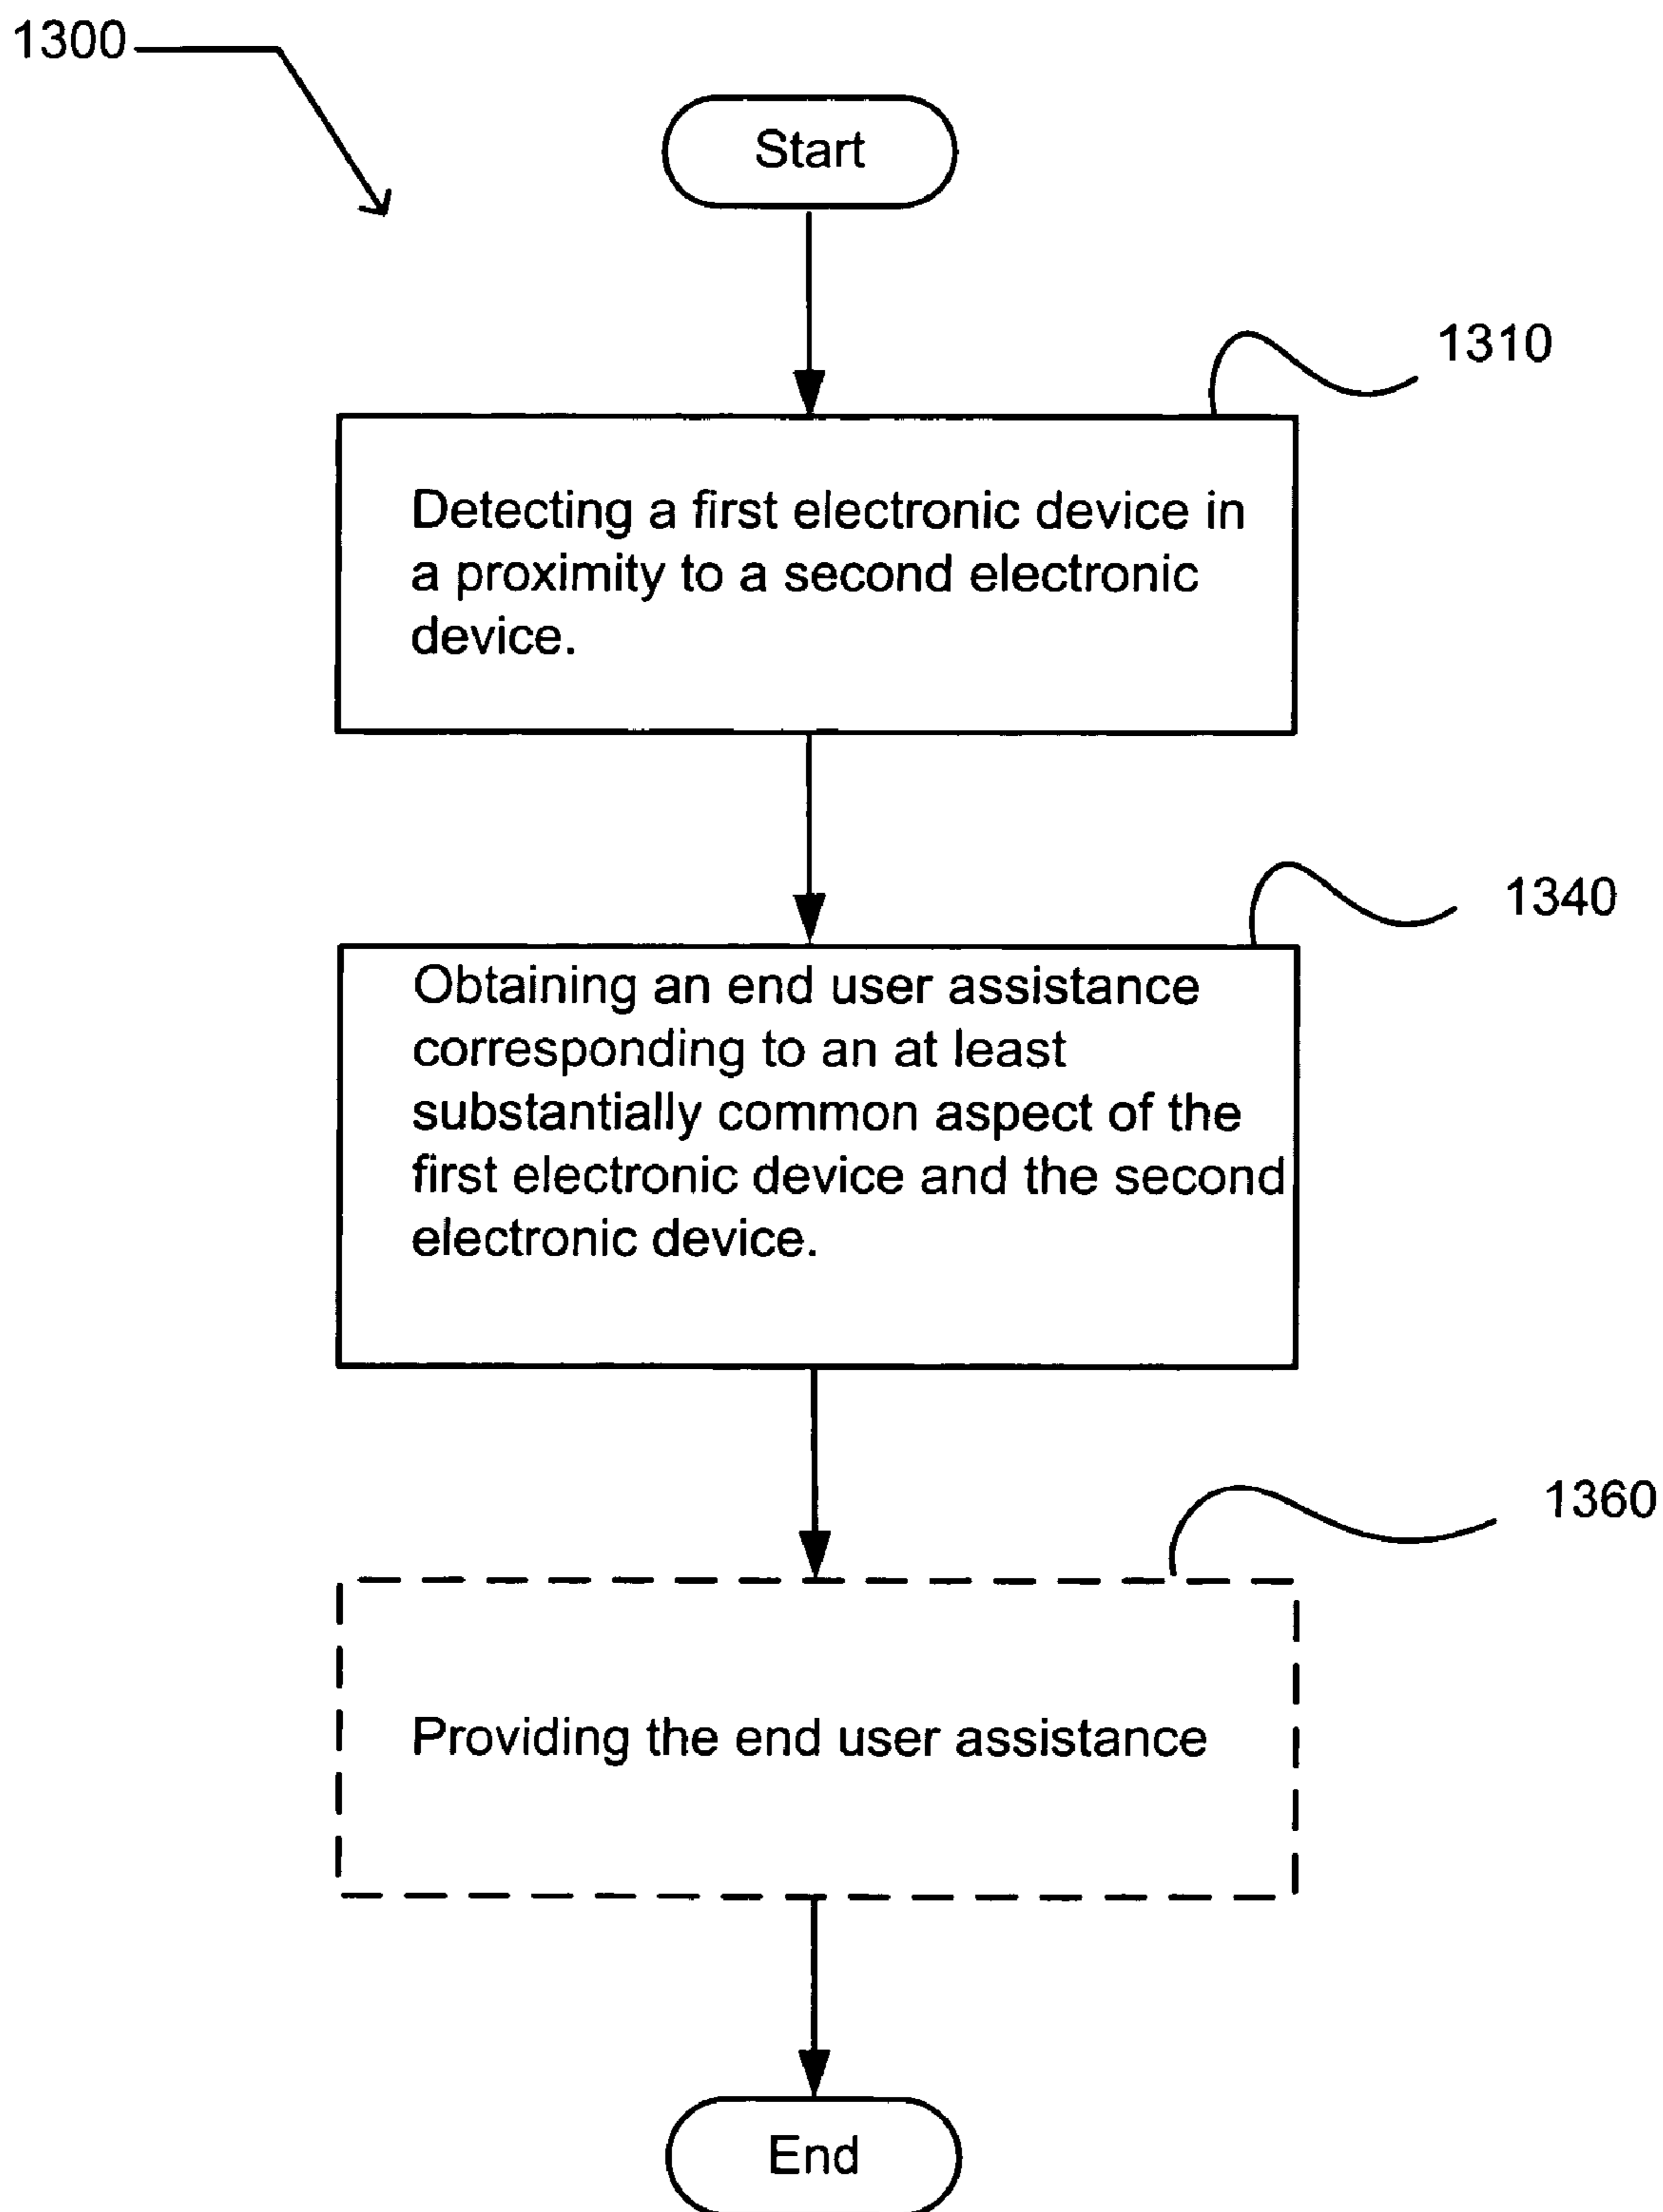 1300
Start
1310
Detecting a first electronic device in
a proximity to a second electronic
device.
1340
Obtaining an end user assistance
corresponding to an at least
substantially common aspect of the
first electronic device and the second
electronic device.
1360
Providing the end user assistance
End